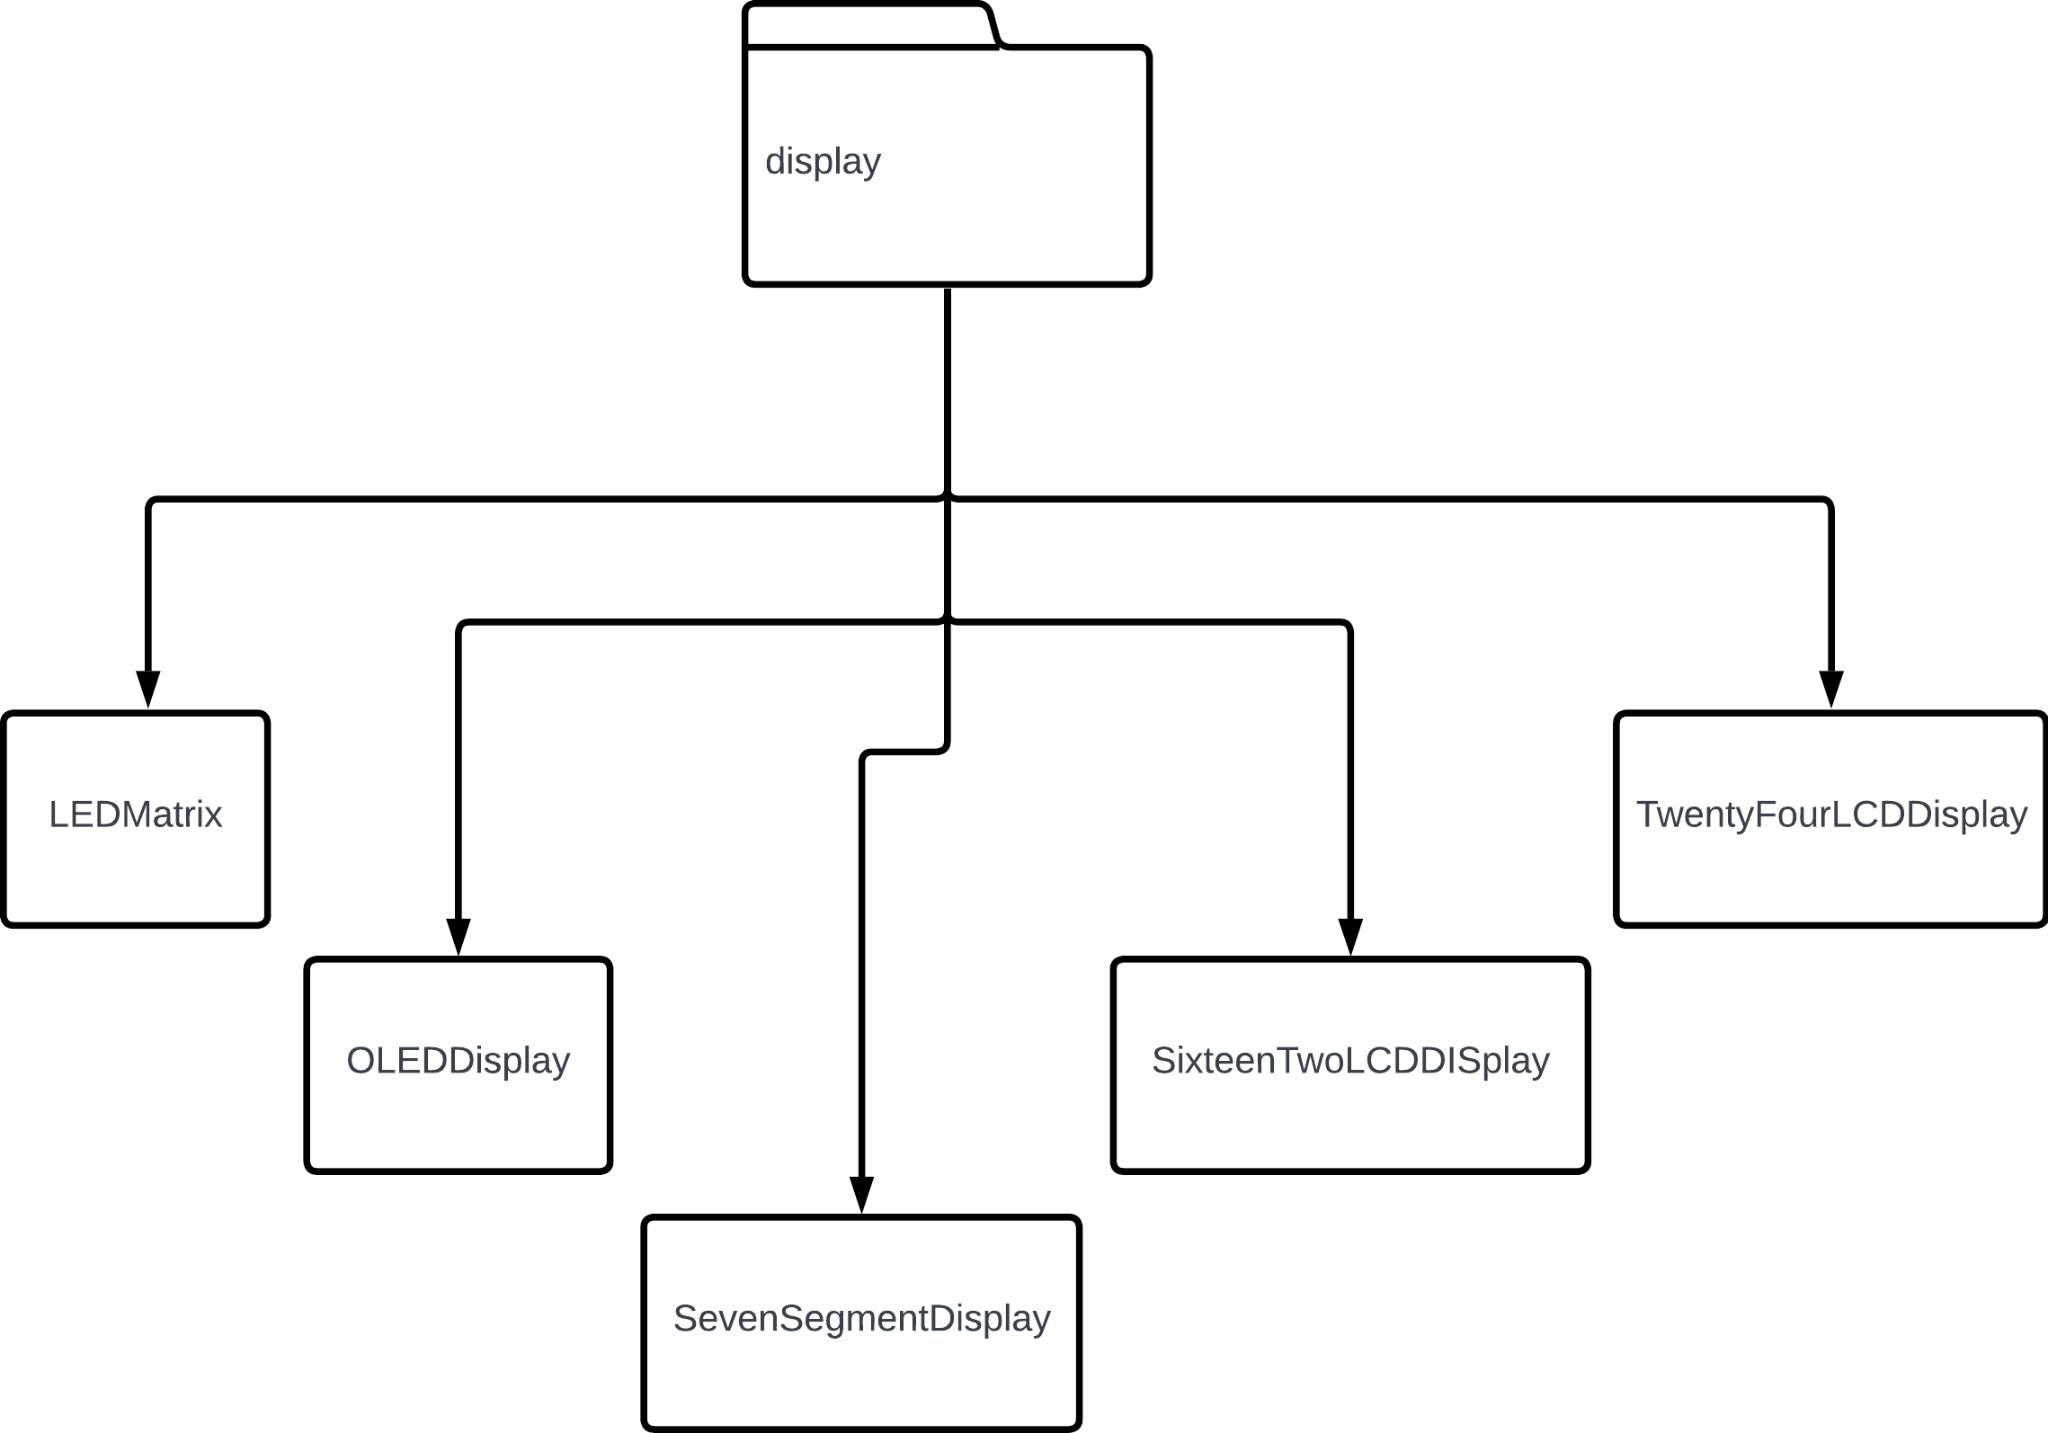 display
LEDMatrix
TwentyFourLCDDisplay
OLEDDisplay
SixteenTwoLCDDISplay
SevenSegmentDisplay